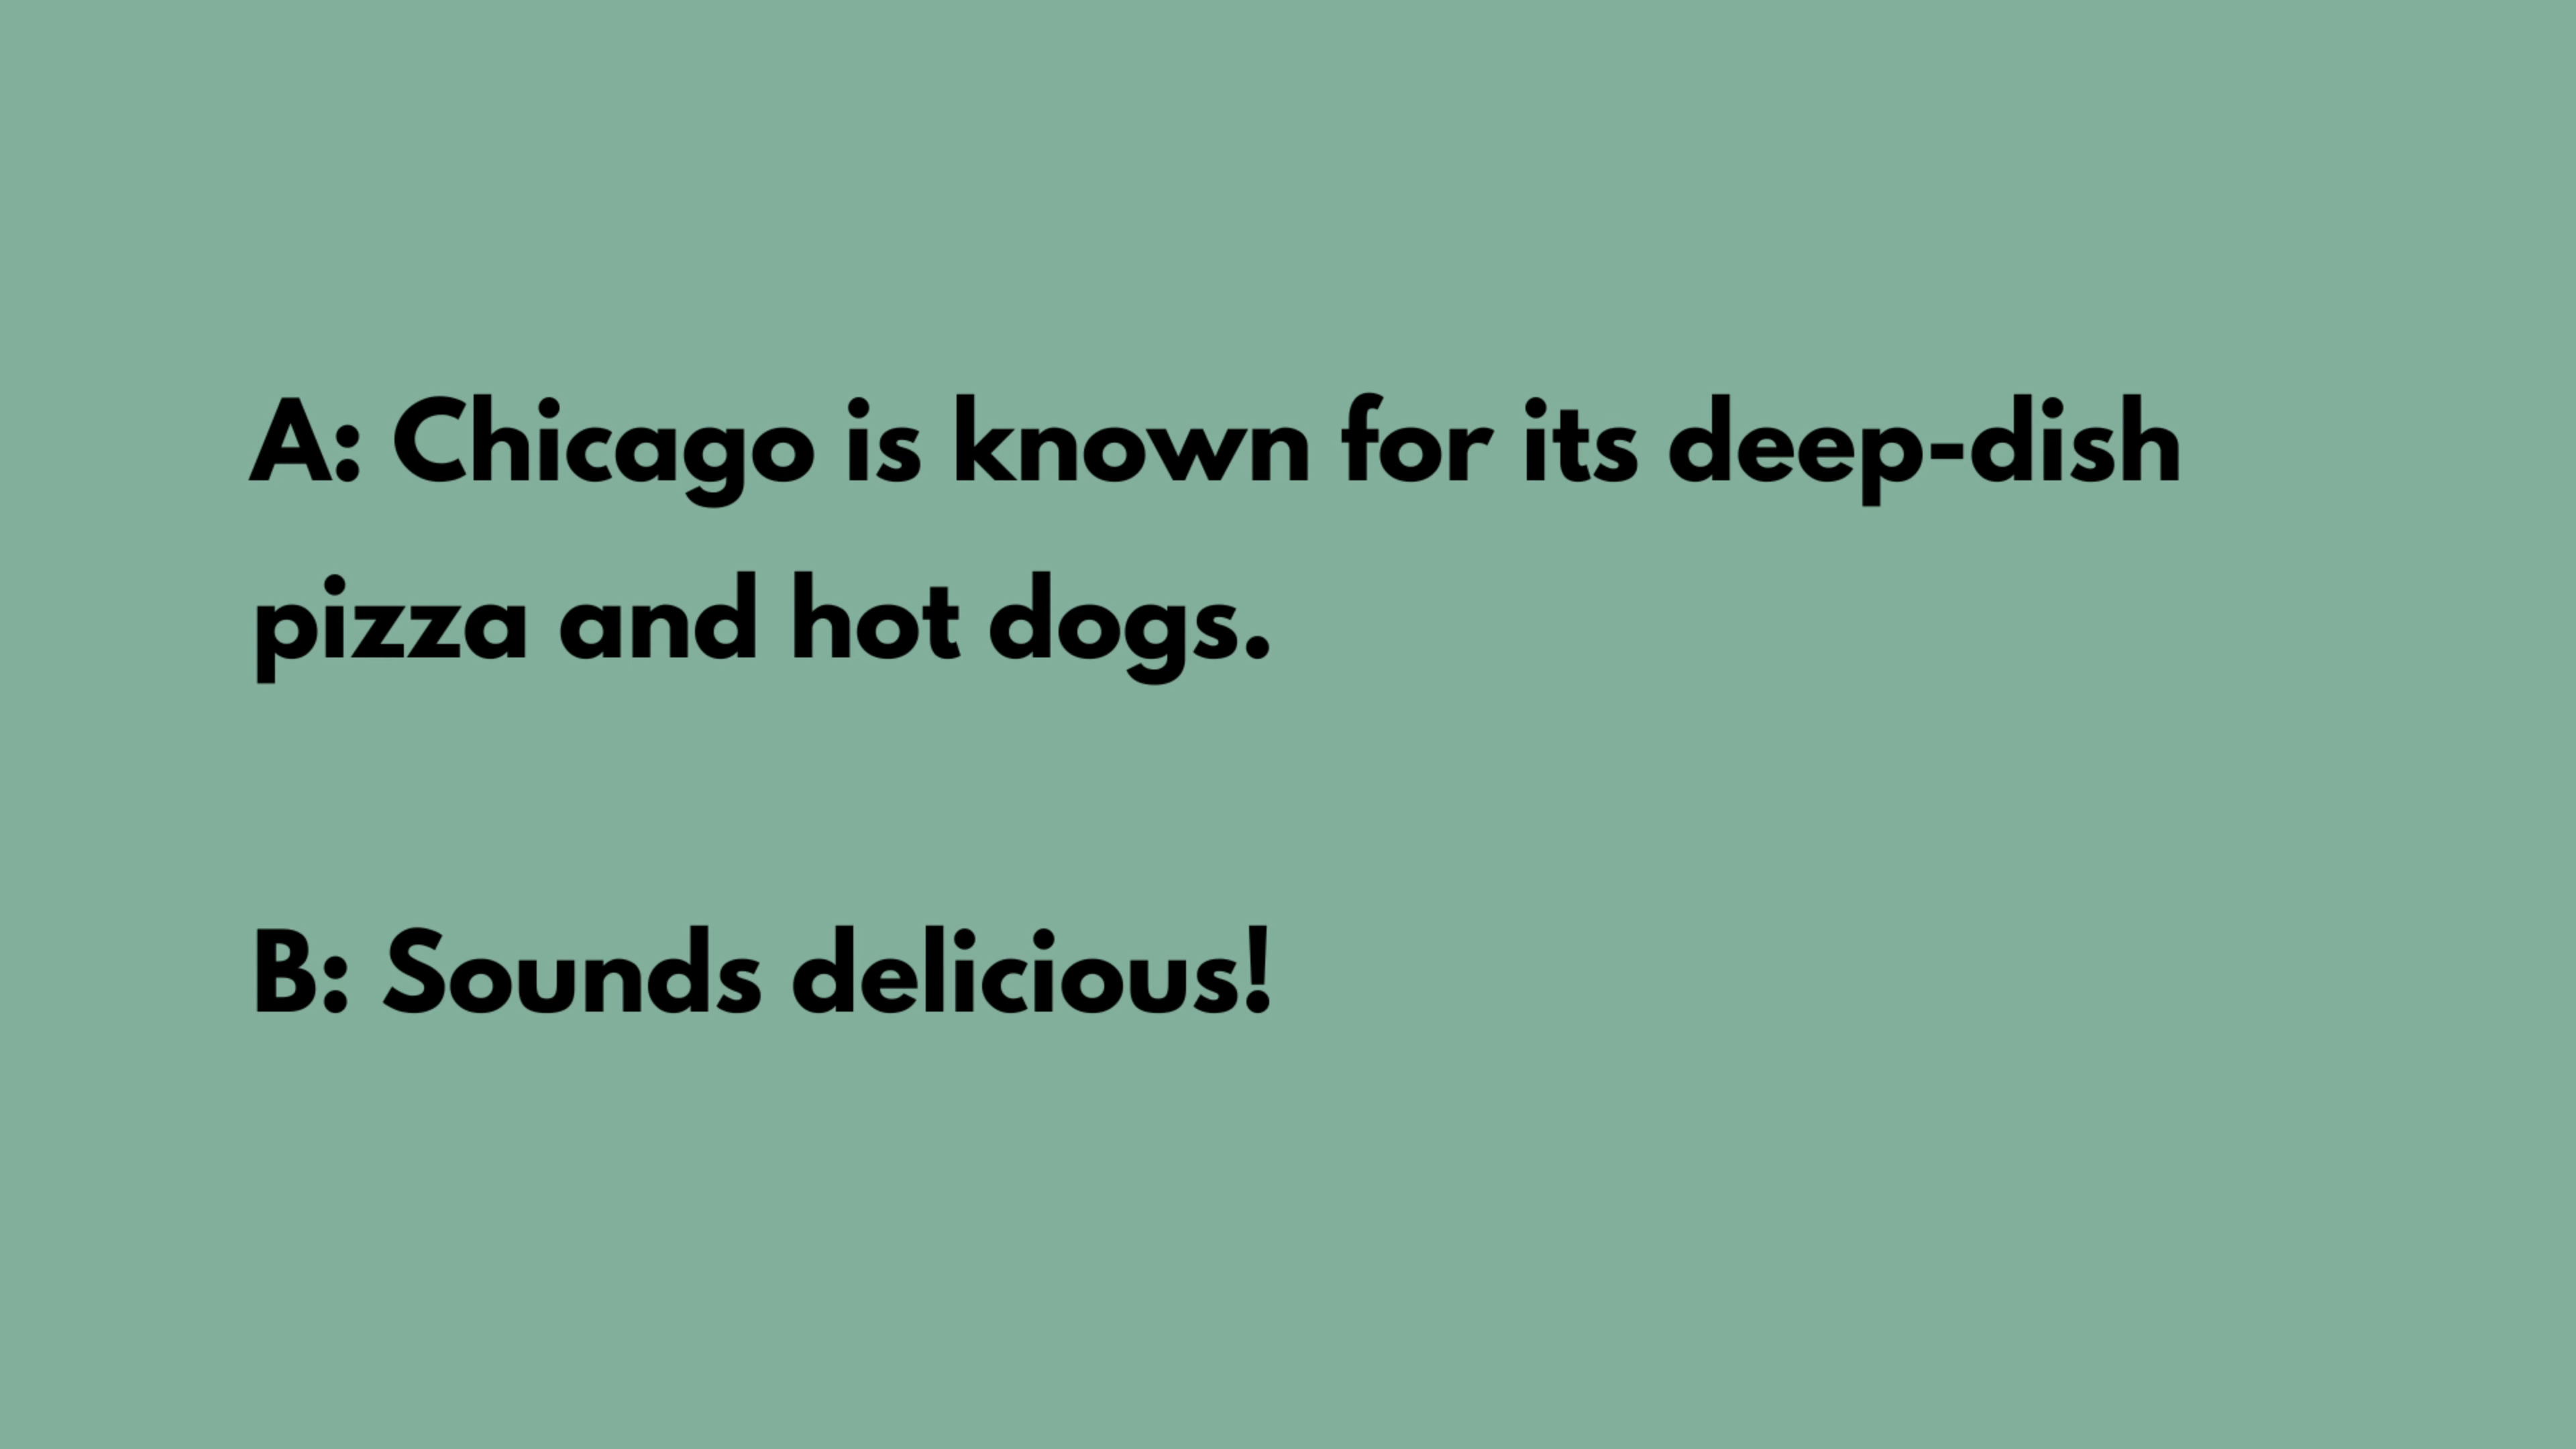 A: Chicago is known for its deep-dish
pizza and hot dogs.
B: Sounds delicious!